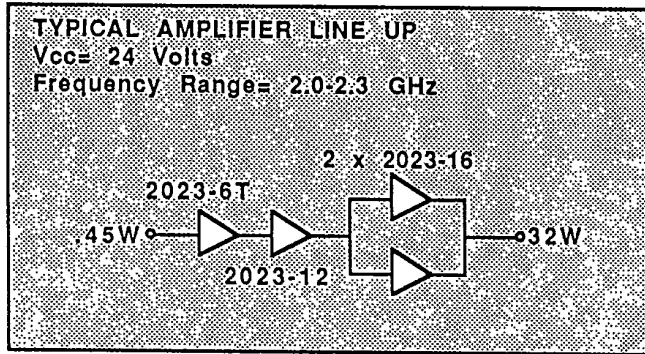 TYPICAL AMPLIFIER LINE UP
Vcc= 24 Volts
Frequency Range= 2.0-2.3 GHz
2 x 2023-16
2023-6T
.45W
32W
2023-12